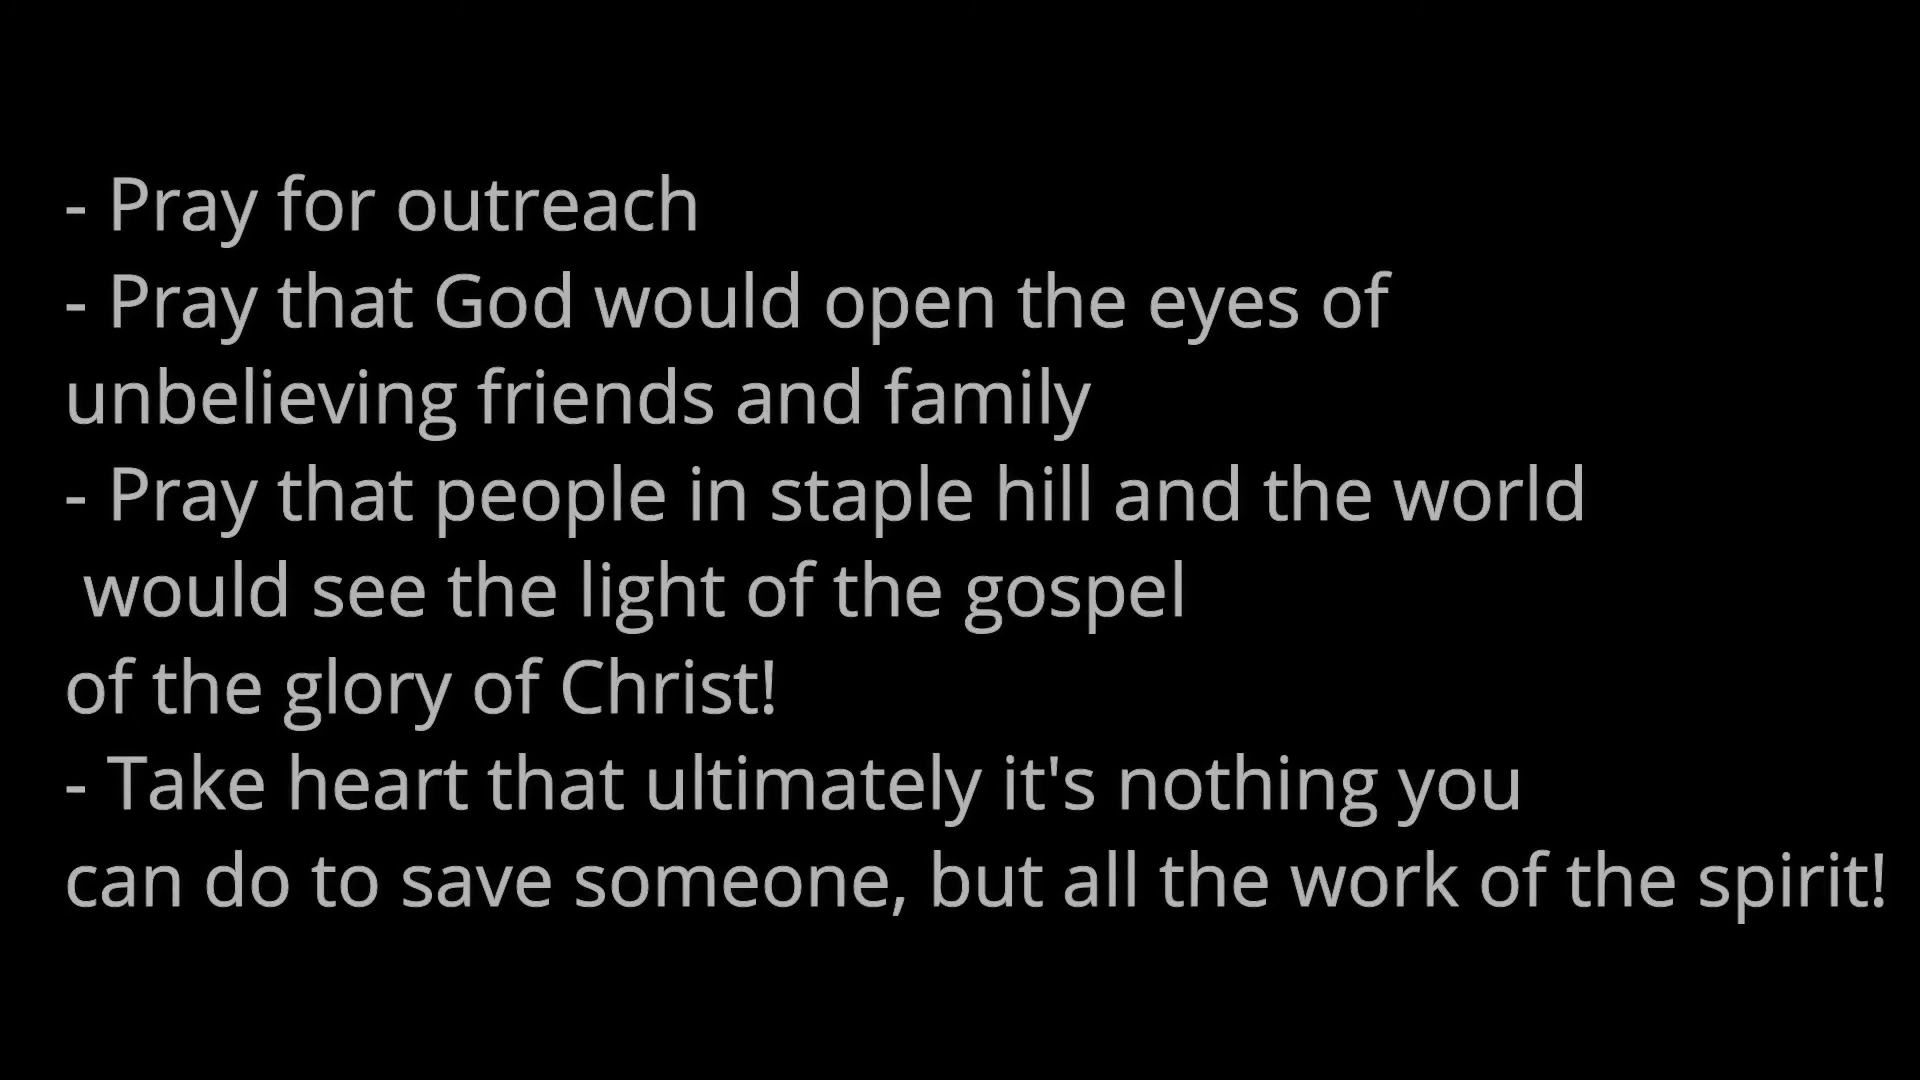 - Pray for outreach
- Pray that God would open the eyes of
unbelieving friends and family
- Pray that people in staple hill and the world
would see the light of the gospel
of the glory of Christ!
- Take heart that ultimately it's nothing you
can do to save someone, but all the work of the spirit!